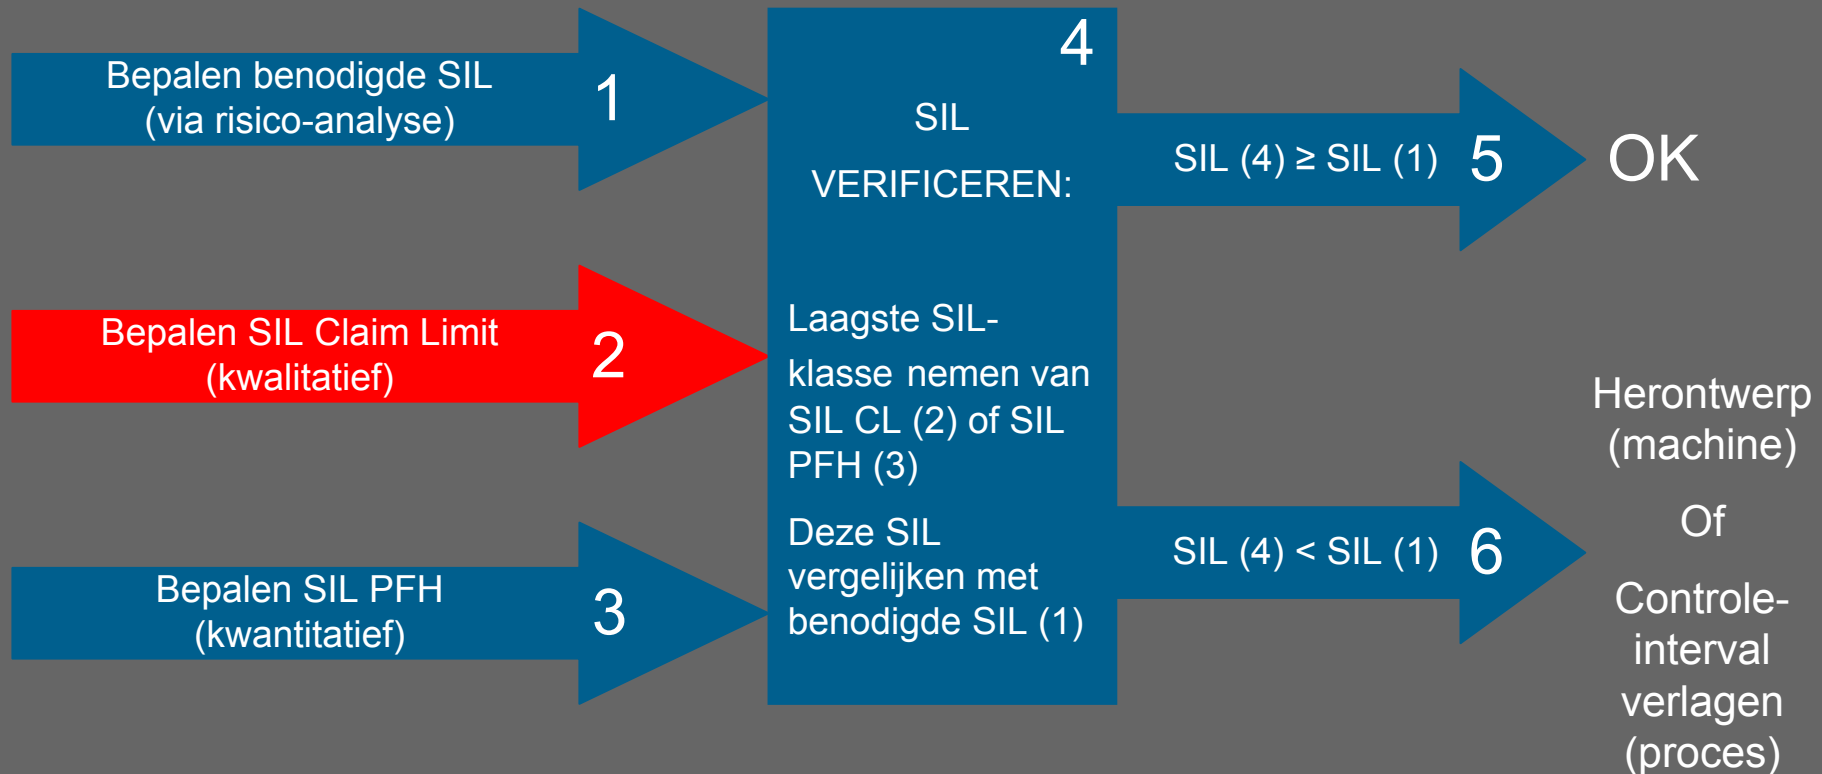 Bepalen benodigde SIL
(via risico-analyse)
1
Bepalen SIL Claim Limit
(kwalitatief)
2
Bepalen SIL PFH
(kwantitatief)
3
4
SIL
VERIFICEREN:
Laagste SIL-
klasse nemen van
SIL CL (2) of SIL
PFH (3)
Deze SIL
vergelijken met
benodigde SIL (1)
SIL (4) ≥ SIL (1)
5
OK
SIL (4) < SIL (1)
6
Herontwerp
(machine)
Of
Controle-
interval
verlagen
(proces)